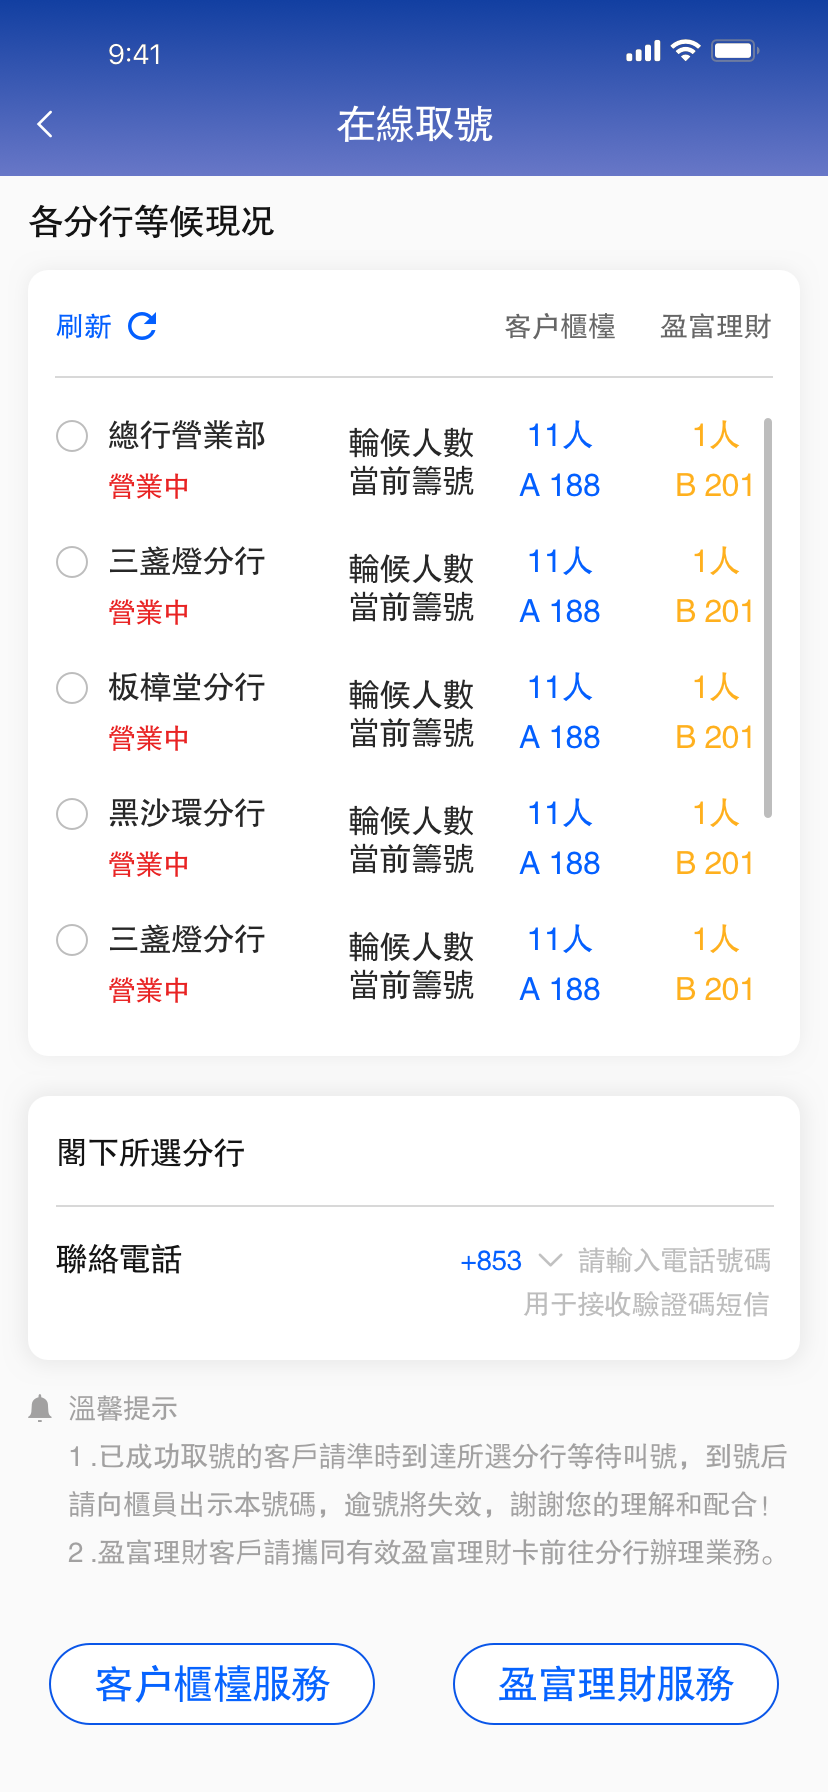 9:41
在線取號
各分行等候現況
刷新 客户櫃檯 盈富理財
總行營業部 輪候人數 11人 1人
營業中 當前籌號 A 188 B 201
三盞燈分行 輪候人數 11人 1人
營業中 當前籌號 A 188 B 201
板樟堂分行 輪候人數 11人 1人
營業中 當前籌號 A 188 B 201
黑沙環分行 輪候人數 11人 1人
營業中 當前籌號 A 188 B 201
三盞燈分行 輪候人數 11人 1人
營業中 當前籌號 A 188 B 201
閣下所選分行
聯絡電話 +853 請輸入電話號碼
用于接收驗證碼短信
溫馨提示
1 .已成功取號的客戶請準時到達所選分行等待叫號，到號后
請向櫃員出示本號碼，逾號將失效，謝謝您的理解和配合！
2 .盈富理財客戶請攜同有效盈富理財卡前往分行辦理業務。
客户櫃檯服務 盈富理財服務